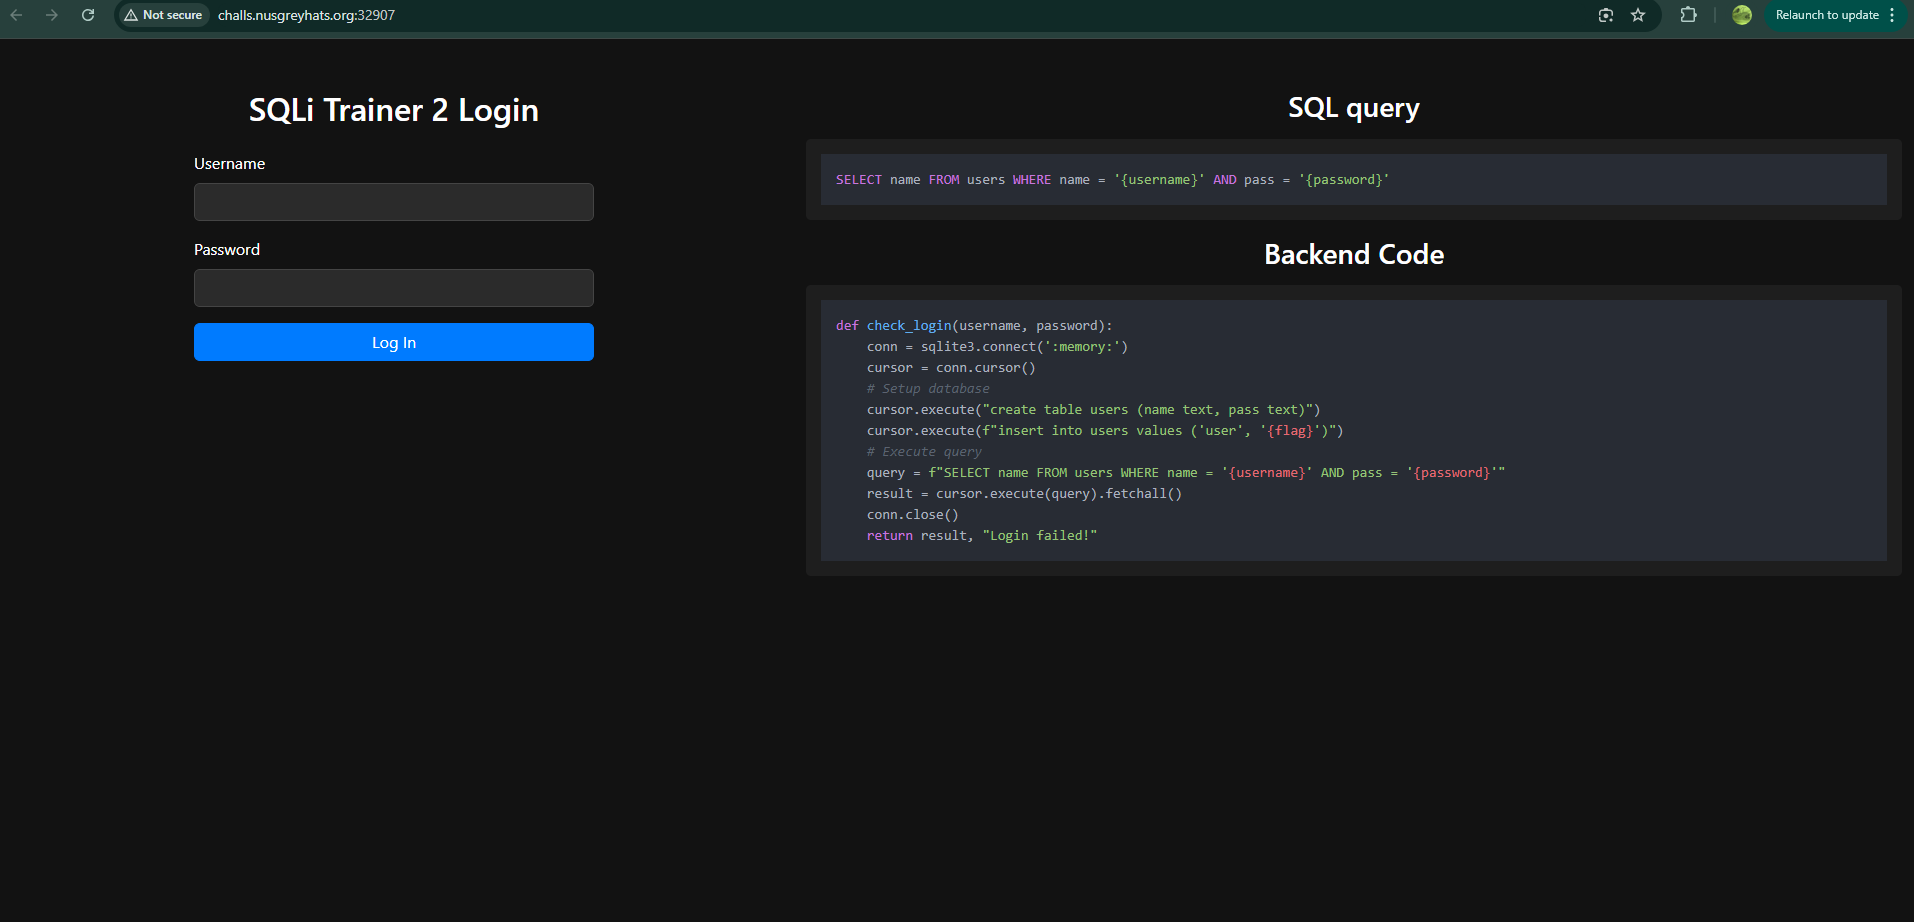 Not secure
challs.nusgreyhats.org:32907
Relaunch to update
SQLi Trainer 2 Login
Username
Password
Log In
SQL query
SELECT name FROM users WHERE name = '{username}' AND pass = '{password}'
Backend Code
def check_login(username, password):
    conn = sqlite3.connect(':memory:')
    cursor = conn.cursor()
    # Setup database
    cursor.execute("create table users (name text, pass text)")
    cursor.execute(f"insert into users values ('user', '{flag}')")
    # Execute query
    query = f"SELECT name FROM users WHERE name = '{username}' AND pass = '{password}'"
    result = cursor.execute(query).fetchall()
    conn.close()
    return result, "Login failed!"